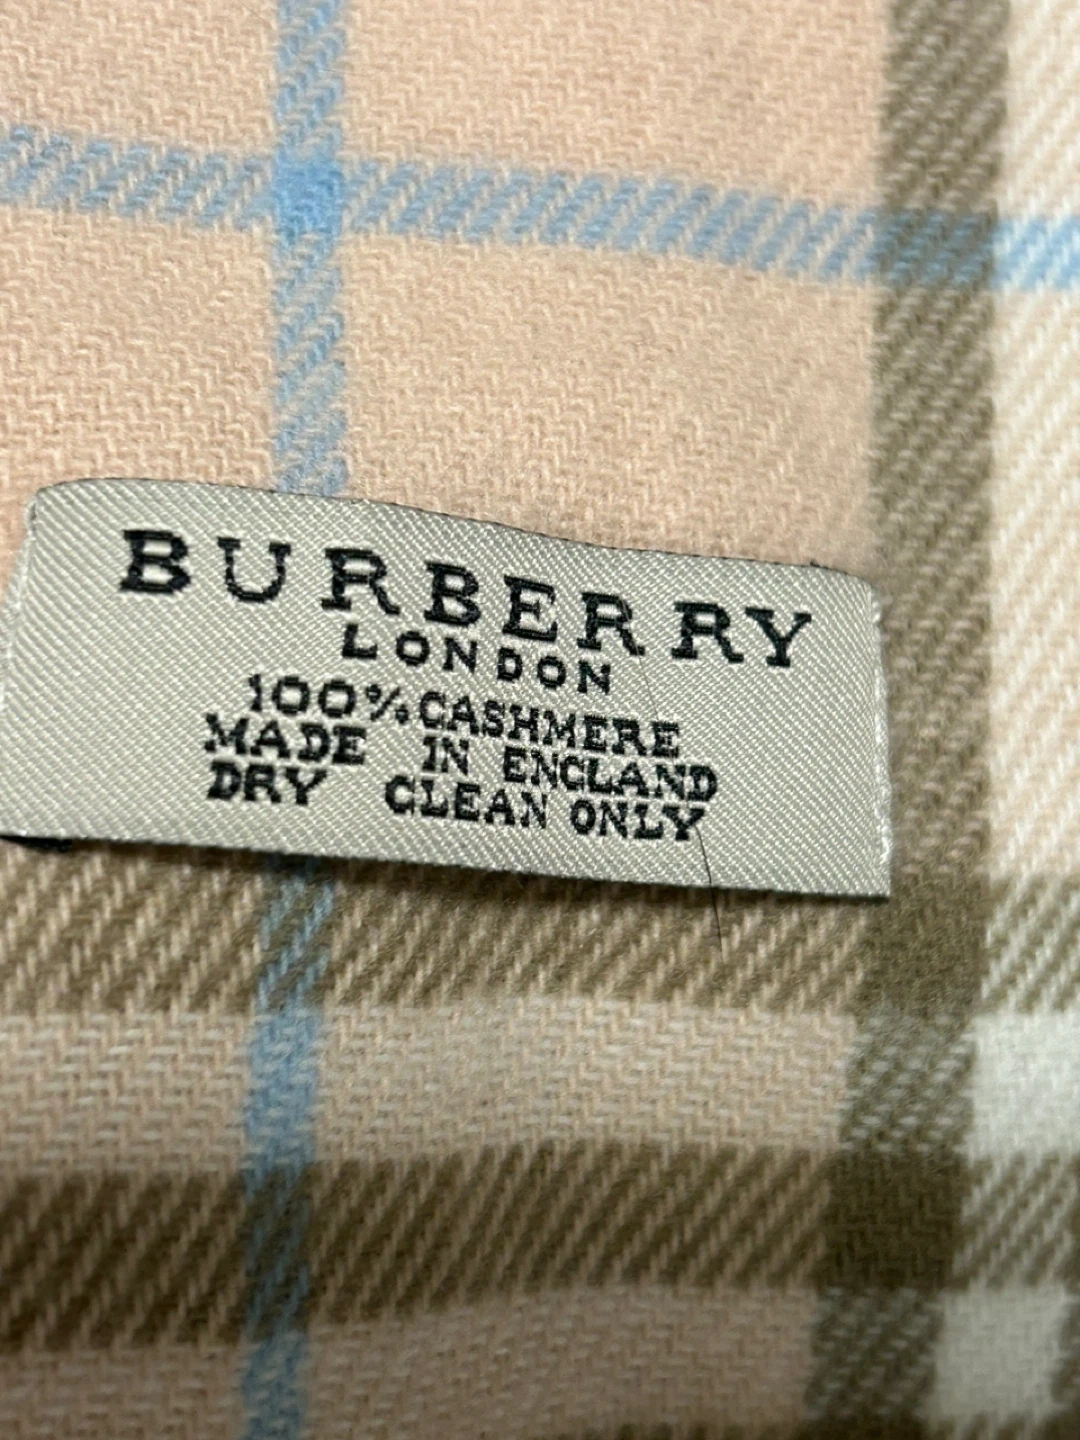 BURBERRY
LONDON
100% CASHMERE
MADE IN ENGLAND
DRY CLEAN ONLY